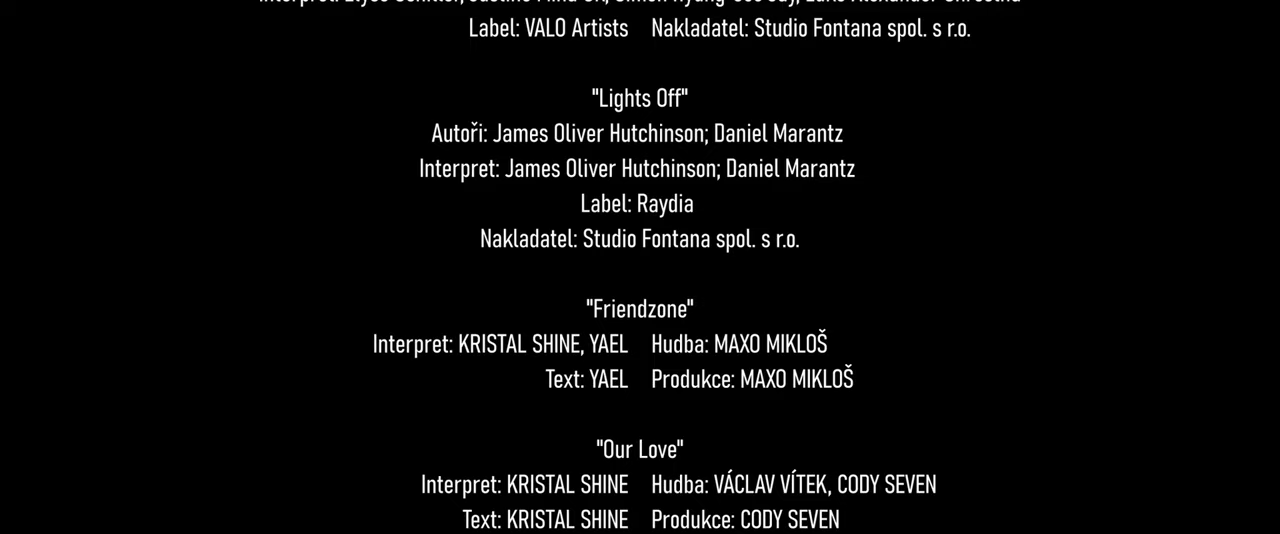 Label: VALO Artists Nakladatel: Studio Fontana spol. s r.o.
"Lights Off"
Autoři: James Oliver Hutchinson; Daniel Marantz
Interpret: James Oliver Hutchinson; Daniel Marantz
Label: Raydia
Nakladatel: Studio Fontana spol. s r.o.
"Friendzone"
Interpret: KRISTAL SHINE, YAEL Hudba: MAXO MIKLOŠ
Text: YAEL Produkce: MAXO MIKLOŠ
"Our Love"
Interpret: KRISTAL SHINE Hudba: VÁCLAV VÍTEK, CODY SEVEN
Text: KRISTAL SHINE Produkce: CODY SEVEN